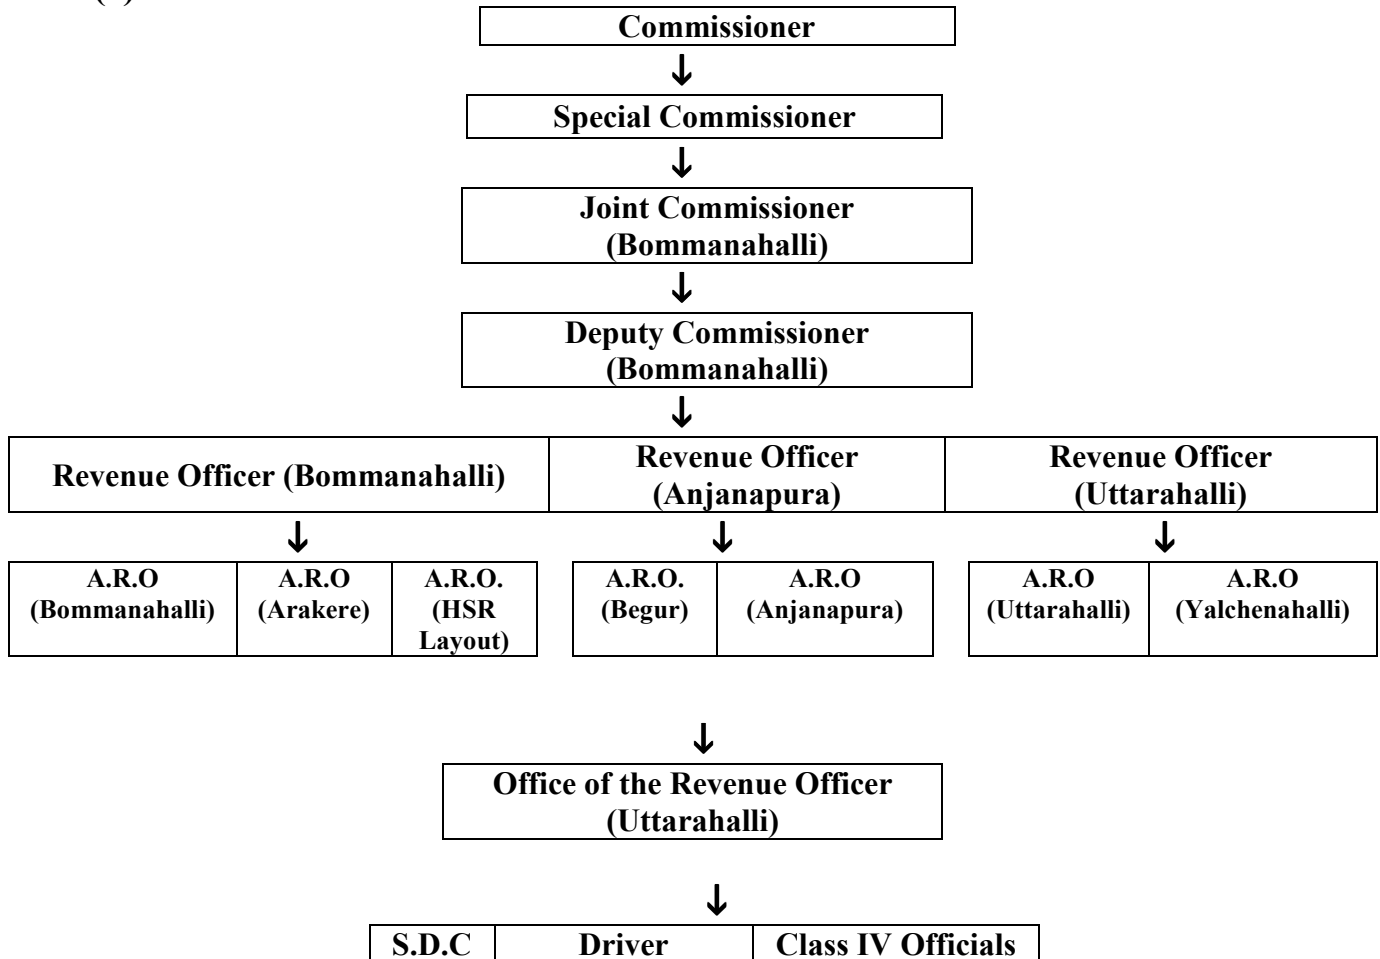 Commissioner
↓
Special Commissioner
↓
Joint Commissioner
(Bommanahalli)
↓
Deputy Commissioner
(Bommanahalli)
↓
Revenue Officer (Bommanahalli)
Revenue Officer
(Anjanapura)
Revenue Officer
(Uttarahalli)
↓ ↓ ↓
A.R.O
(Bommanahalli)
A.R.O
(Arakere)
A.R.O.
(HSR
Layout)
A.R.O.
(Begur)
A.R.O
(Anjanapura)
A.R.O
(Uttarahalli)
A.R.O
(Yalchenahalli)
↓
Office of the Revenue Officer
(Uttarahalli)
↓
S.D.C
Driver
Class IV Officials